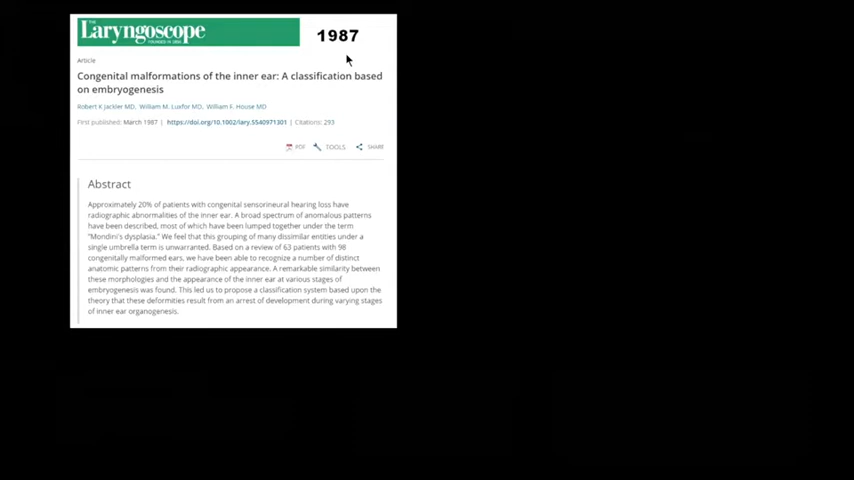 THE
Laryngoscope
FOUNDED IN 1896
1987
Article
Congenital malformations of the inner ear: A classification based
on embryogenesis
Robert K Jackler MD, William M. Luxfor MD, William F. House MD
First published: March 1987 | https://doi.org/10.1002/lary.5540971301 | Citations: 293
PDF TOOLS SHARE
Abstract
Approximately 20% of patients with congenital sensorineural hearing loss have
radiographic abnormalities of the inner ear. A broad spectrum of anomalous patterns
have been described, most of which have been lumped together under the term
"Mondini's dysplasia." We feel that this grouping of many dissimilar entities under a
single umbrella term is unwarranted. Based on a review of 63 patients with 98
congenitally malformed ears, we have been able to recognize a number of distinct
anatomic patterns from their radiographic appearance. A remarkable similarity between
these morphologies and the appearance of the inner ear at various stages of
embryogenesis was found. This led us to propose a classification system based upon the
theory that these deformities result from an arrest of development during varying stages
of inner ear organogenesis.